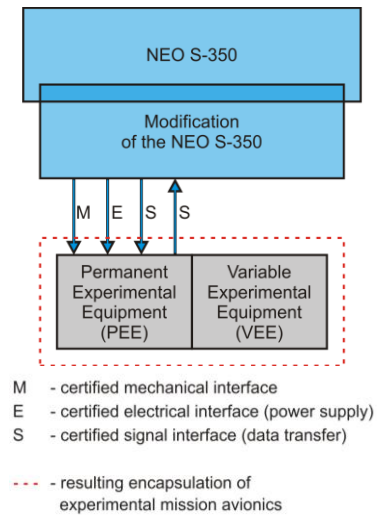 NEO S-350
Modification
of the NEO S-350
M E S S
Permanent
Experimental
Equipment
(PEE)
Variable
Experimental
Equipment
(VEE)
M - certified mechanical interface
E - certified electrical interface (power supply)
S - certified signal interface (data transfer)
- resulting encapsulation of
experimental mission avionics